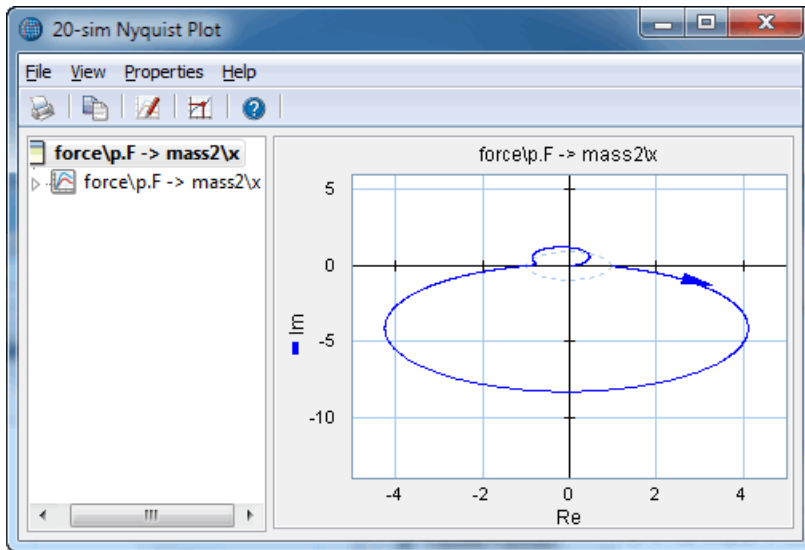 20-sim Nyquist Plot
File View Properties Help
force\p.F -> mass2\x
force\p.F -> mass2\x
force\p.F -> mass2\x
5
0
-5
-10
Im
-4 -2 0 2 4
Re